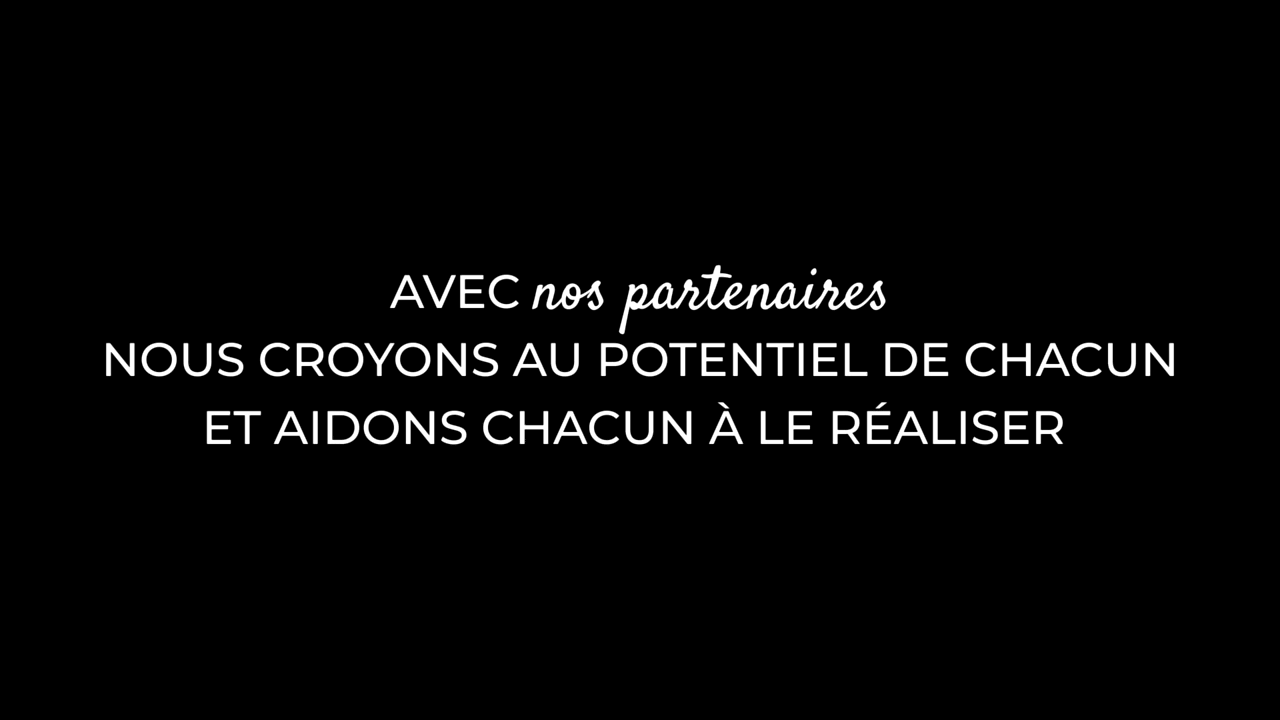 AVEC nos partenaires
NOUS CROYONS AU POTENTIEL DE CHACUN
ET AIDONS CHACUN À LE RÉALISER